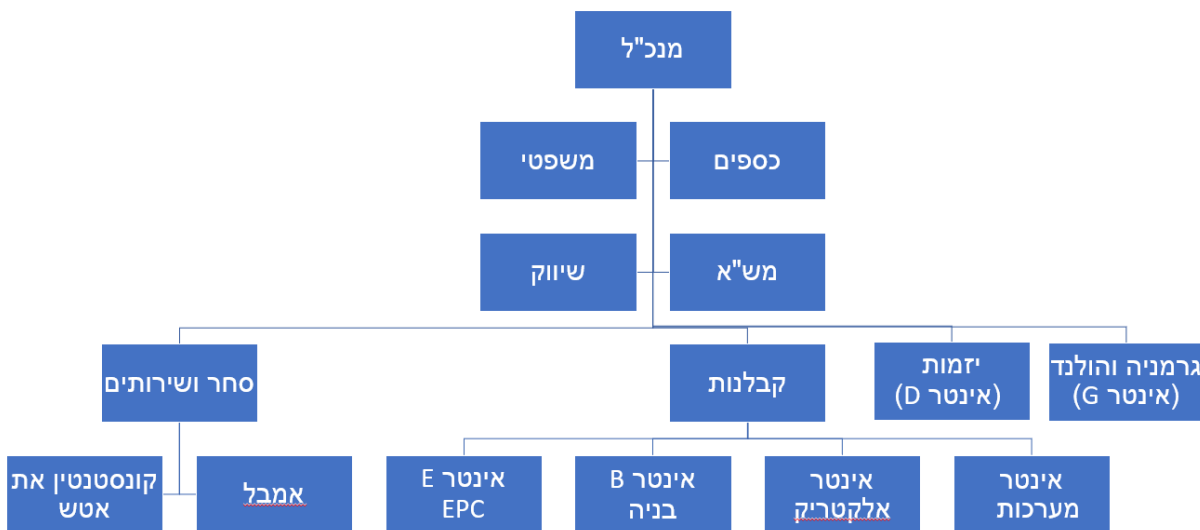 מנכ"ל
כספים
משפטי
מש"א
שיווק
גרמניה והולנד
(אינטר G)
יזמות
(אינטר D)
קבלנות
סחר ושירותים
אינטר
מערכות
אינטר
אלקטריק
אינטר B
בניה
אינטר E
EPC
אמבל
קונסטנטין את
אטש